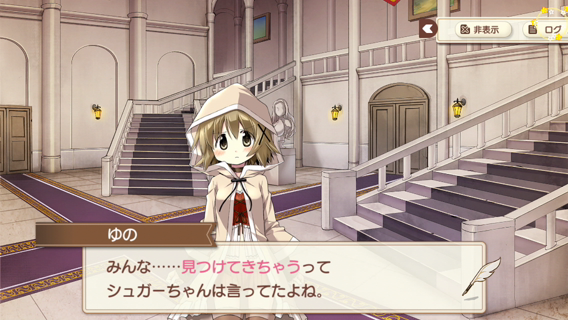 非表示
ログ
ゆの
みんな……見つけてきちゃうって
シュガーちゃんは言ってたよね。